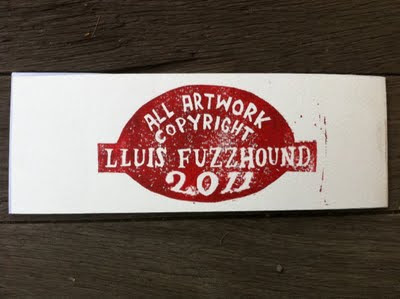 ALL ARTWORK
COPYRIGHT
LLUIS FUZZHOUND
2011